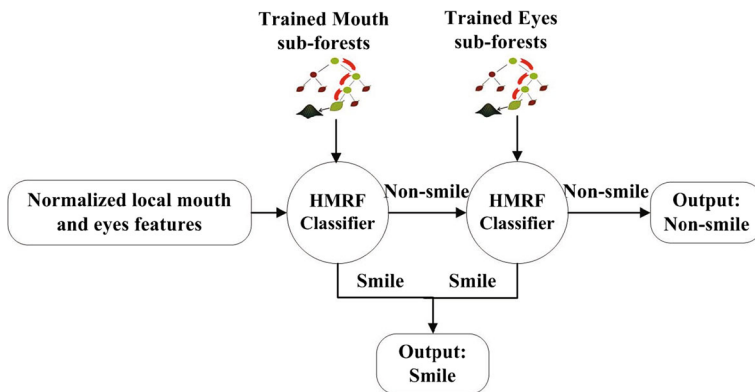 Trained Mouth
sub-forests
Trained Eyes
sub-forests
Normalized local mouth
and eyes features
HMRF
Classifier
Non-smile
HMRF
Classifier
Non-smile
Output:
Non-smile
Smile
Smile
Output:
Smile